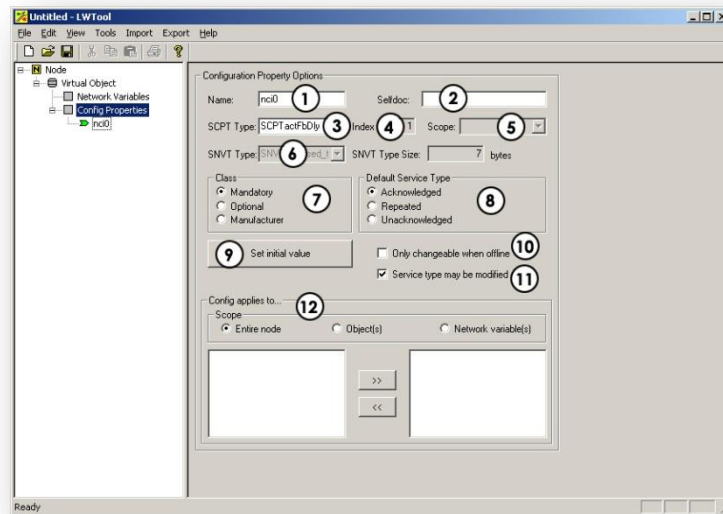 Untitled - LWTool
File Edit View Tools Import Export Help
Node
Virtual Object
Network Variables
Config Properties
nci0
Configuration Property Options
Name: nci0 1 Selfdoc: 2
SCPT Type: SCPTactFbDly 3 Index 4 1 Scope: 5
SNVT Type: 6 SNVT Type Size: 7 bytes
Class
Mandatory
Optional
Manufacturer
7
Default Service Type
Acknowledged
Repeated
Unacknowledged
8
9 Set initial value
Only changeable when offline 10
Service type may be modified 11
Config applies to... 12
Scope
Entire node Object(s) Network variable(s)
>>
<<
Ready